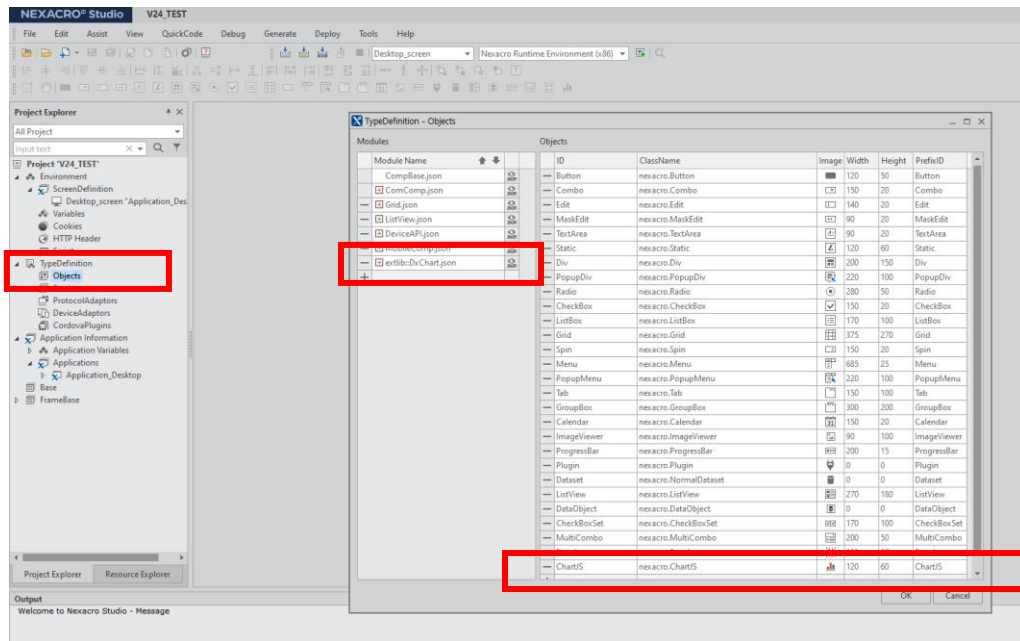 NEXACRO® Studio V24_TEST
File Edit Assist View QuickCode Debug Generate Deploy Tools Help
Desktop_screen Nexacro Runtime Environment (x86)
Project Explorer
All Project
Input text
Project 'V24_TEST'
Environment
ScreenDefinition
Desktop_screen "Application_Des
Variables
Cookies
HTTP Header
TypeDefinition
Objects
ProtocolAdaptors
DeviceAdaptors
CordovaPlugins
Application Information
Application Variables
Applications
Application_Desktop
Base
FrameBase
Project Explorer Resource Explorer
Output
Welcome to Nexacro Studio - Message
TypeDefinition - Objects
Modules
Module Name
CompBase.json
ComComp.json
Grid.json
ListView.json
DeviceAPI.json
MobileComp.json
extlib::DxChart.json
Objects
ID ClassName Image Width Height PrefixID
Button nexacro.Button 120 50 Button
Combo nexacro.Combo 150 20 Combo
Edit nexacro.Edit 140 20 Edit
MaskEdit nexacro.MaskEdit 90 20 MaskEdit
TextArea nexacro.TextArea 90 20 TextArea
Static nexacro.Static 120 60 Static
Div nexacro.Div 200 150 Div
PopupDiv nexacro.PopupDiv 220 100 PopupDiv
Radio nexacro.Radio 280 50 Radio
CheckBox nexacro.CheckBox 150 20 CheckBox
ListBox nexacro.ListBox 170 100 ListBox
Grid nexacro.Grid 375 270 Grid
Spin nexacro.Spin 150 20 Spin
Menu nexacro.Menu 685 25 Menu
PopupMenu nexacro.PopupMenu 220 100 PopupMenu
Tab nexacro.Tab 150 100 Tab
GroupBox nexacro.GroupBox 300 200 GroupBox
Calendar nexacro.Calendar 150 20 Calendar
ImageViewer nexacro.ImageViewer 90 100 ImageViewer
ProgressBar nexacro.ProgressBar 200 15 ProgressBar
Plugin nexacro.Plugin 0 0 Plugin
Dataset nexacro.NormalDataset 0 0 Dataset
ListView nexacro.ListView 270 180 ListView
DataObject nexacro.DataObject 0 0 DataObject
CheckBoxSet nexacro.CheckBoxSet 170 100 CheckBoxSet
MultiCombo nexacro.MultiCombo 200 50 MultiCombo
ChartJS nexacro.ChartJS 120 60 ChartJS
OK Cancel